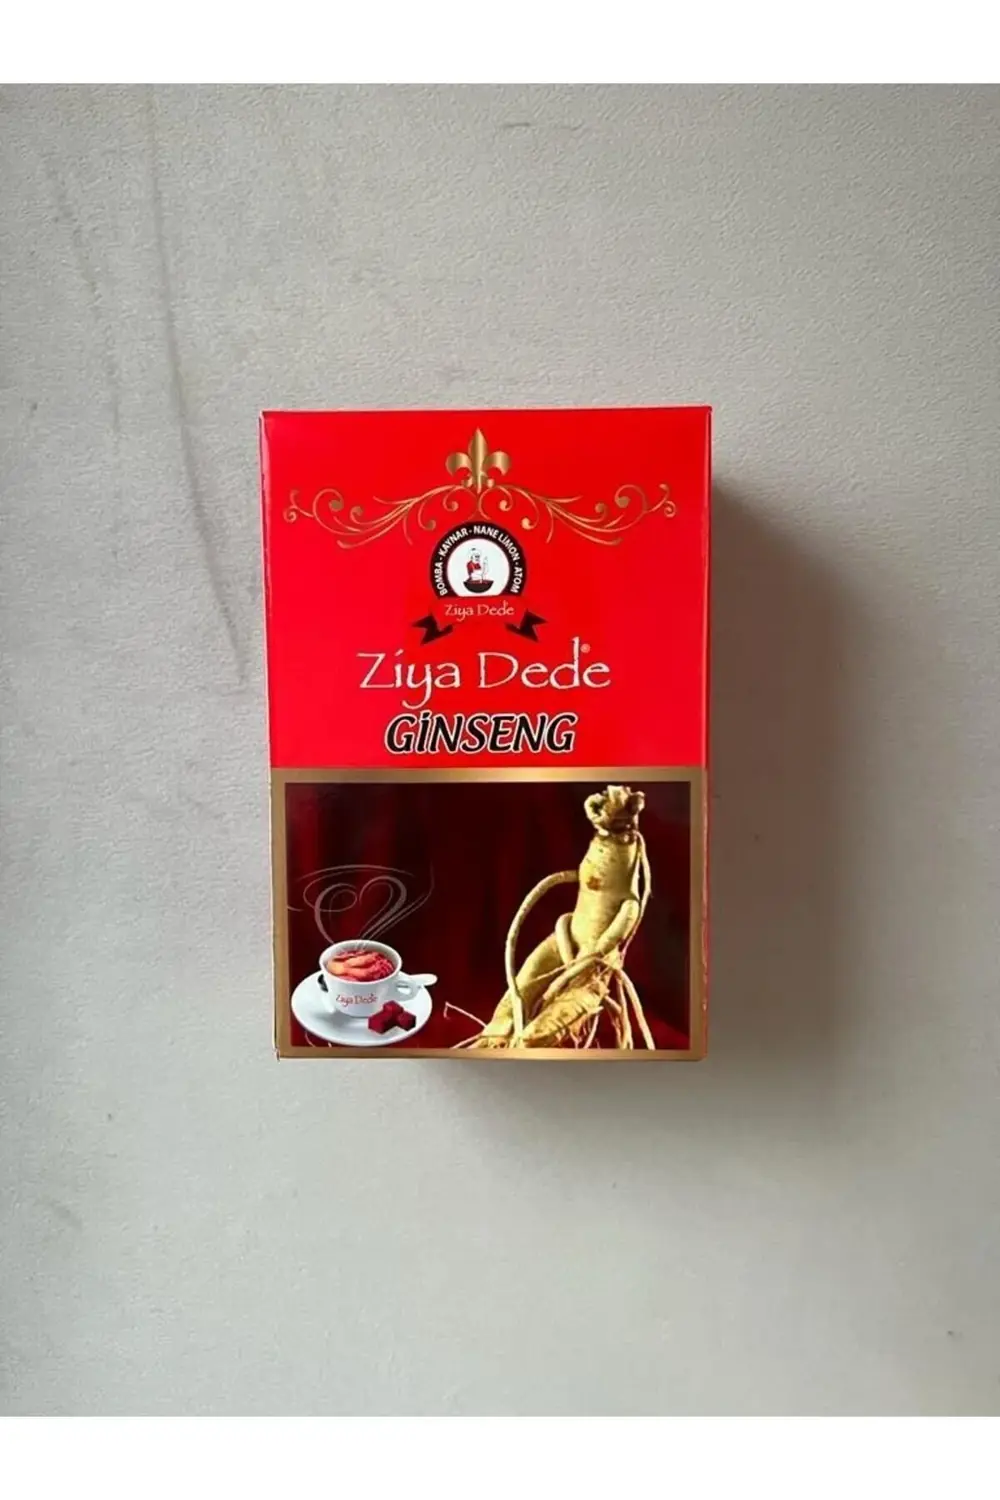 BOMBA - KAYNAR - NANE LİMON - ATOM
Ziya Dede
Ziya Dede®
GİNSENG
Ziya Dede